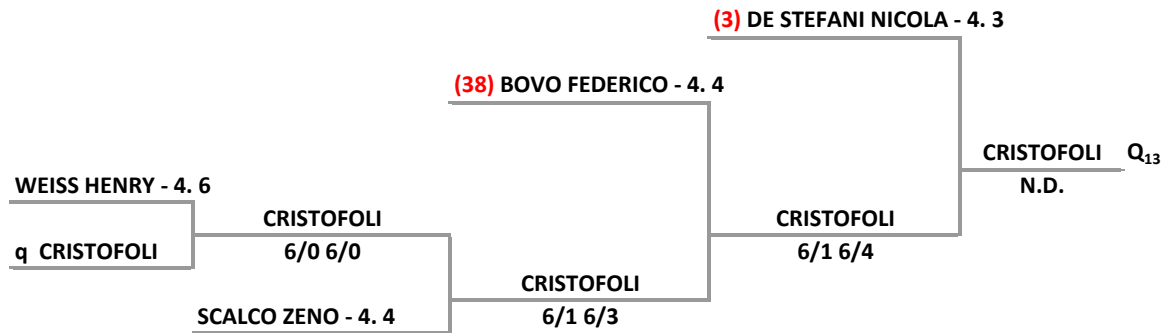 (3) DE STEFANI NICOLA - 4. 3
(38) BOVO FEDERICO - 4. 4
CRISTOFOLI Q13
N.D.
WEISS HENRY - 4. 6
CRISTOFOLI
6/0 6/0
CRISTOFOLI
6/1 6/4
q CRISTOFOLI
CRISTOFOLI
6/1 6/3
SCALCO ZENO - 4. 4